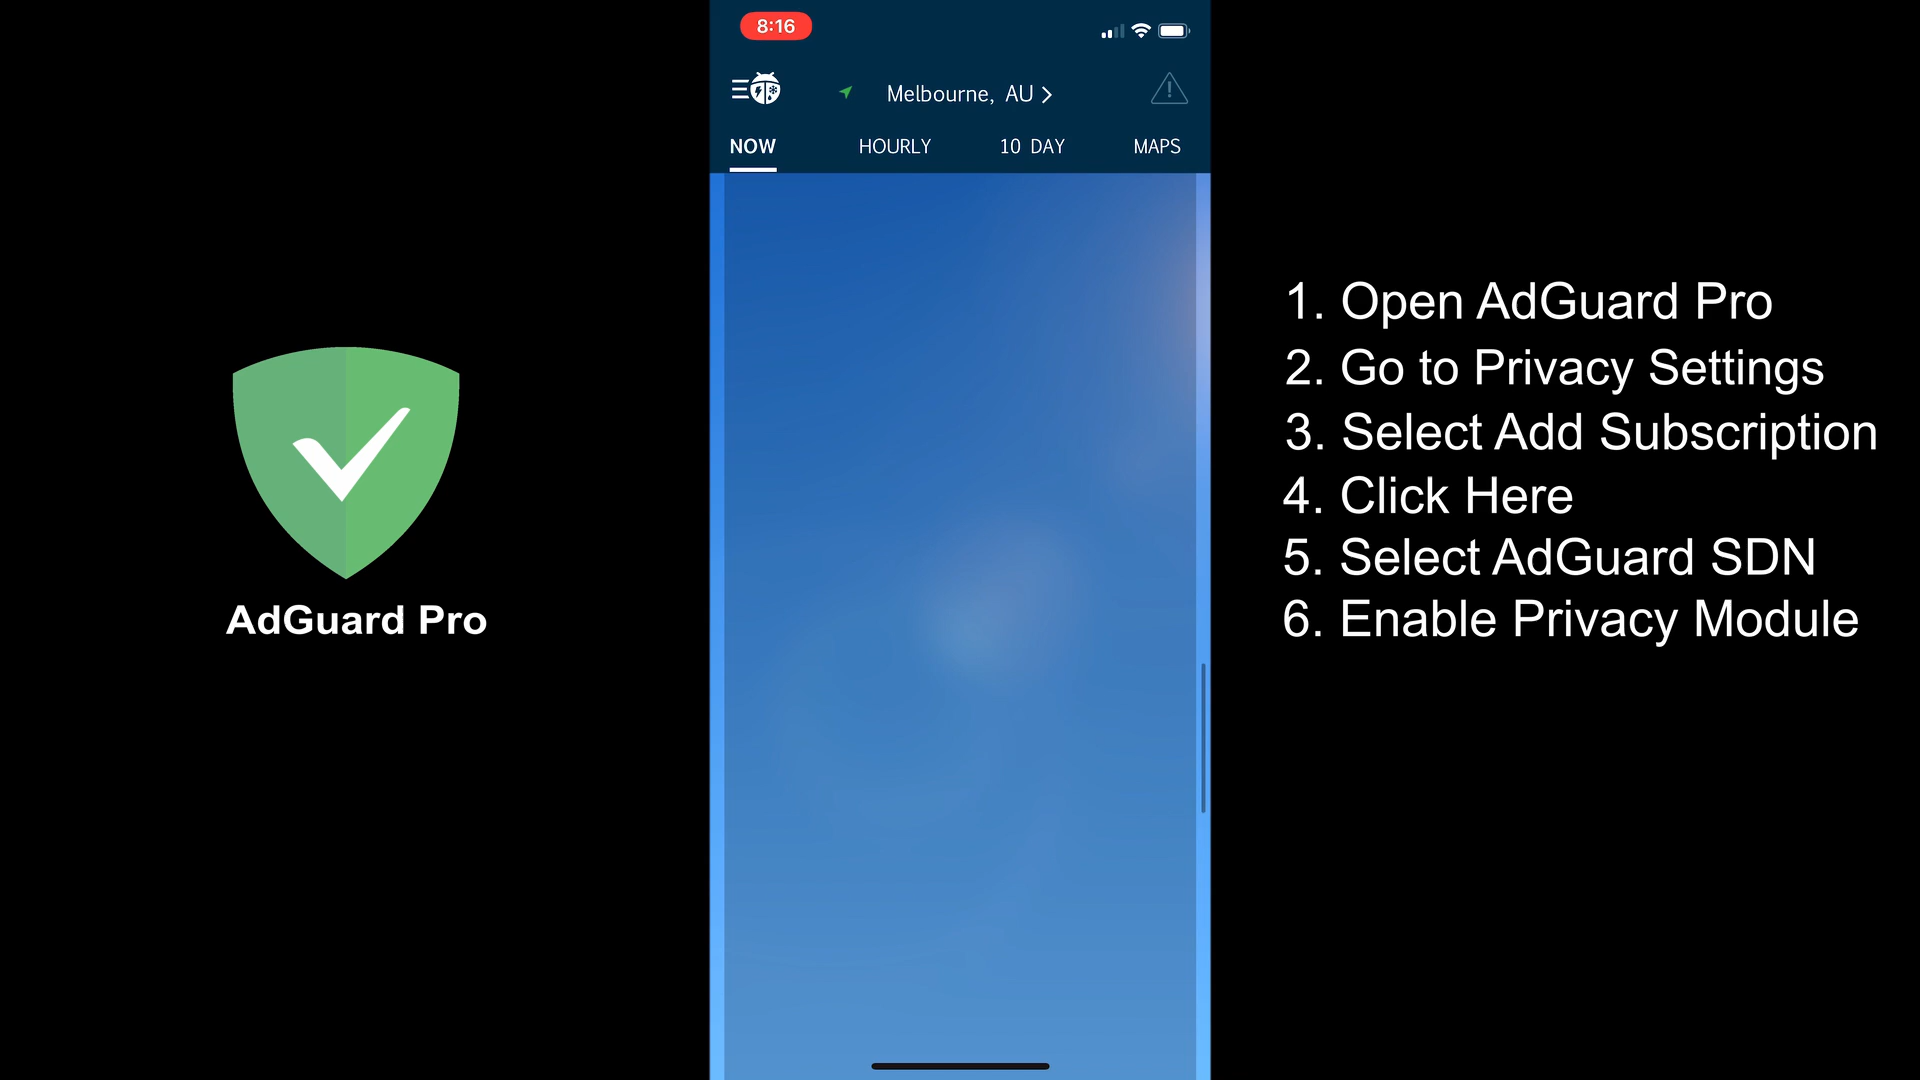 8:16
Melbourne, AU
NOW HOURLY 10 DAY MAPS
AdGuard Pro
1. Open AdGuard Pro
2. Go to Privacy Settings
3. Select Add Subscription
4. Click Here
5. Select AdGuard SDN
6. Enable Privacy Module